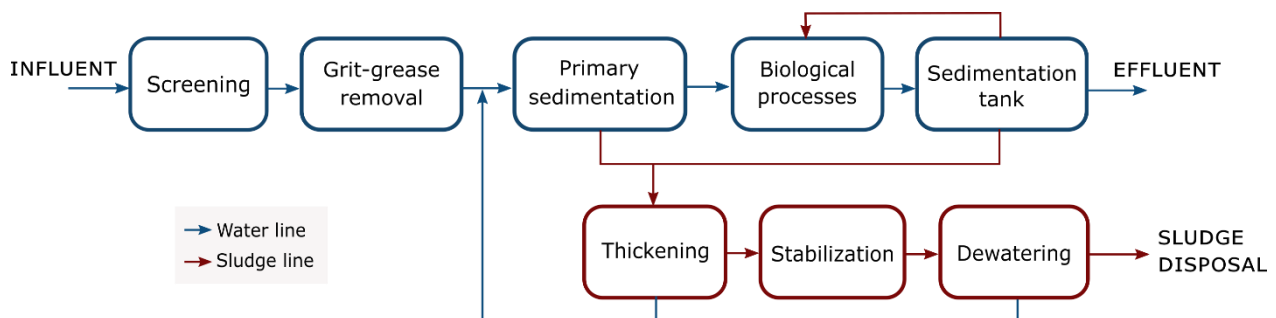 INFLUENT
Screening
Grit-grease
removal
Primary
sedimentation
Biological
processes
Sedimentation
tank
EFFLUENT
Water line
Sludge line
Thickening
Stabilization
Dewatering
SLUDGE
DISPOSAL